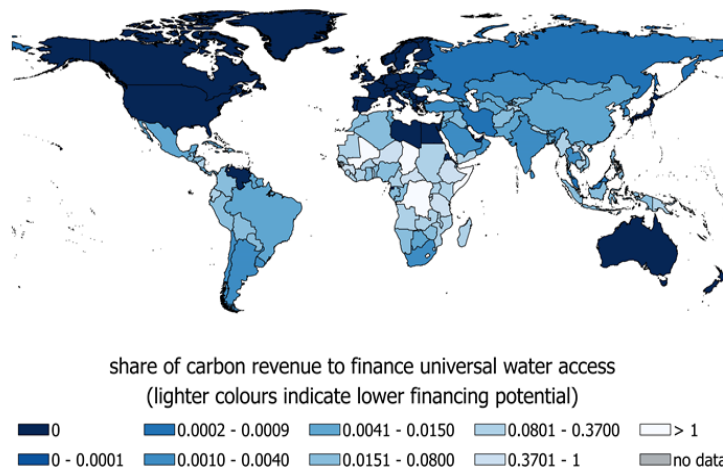 share of carbon revenue to finance universal water access
(lighter colours indicate lower financing potential)
0 0.0002 - 0.0009 0.0041 - 0.0150 0.0801 - 0.3700 > 1
0 - 0.0001 0.0010 - 0.0040 0.0151 - 0.0800 0.3701 - 1 no data